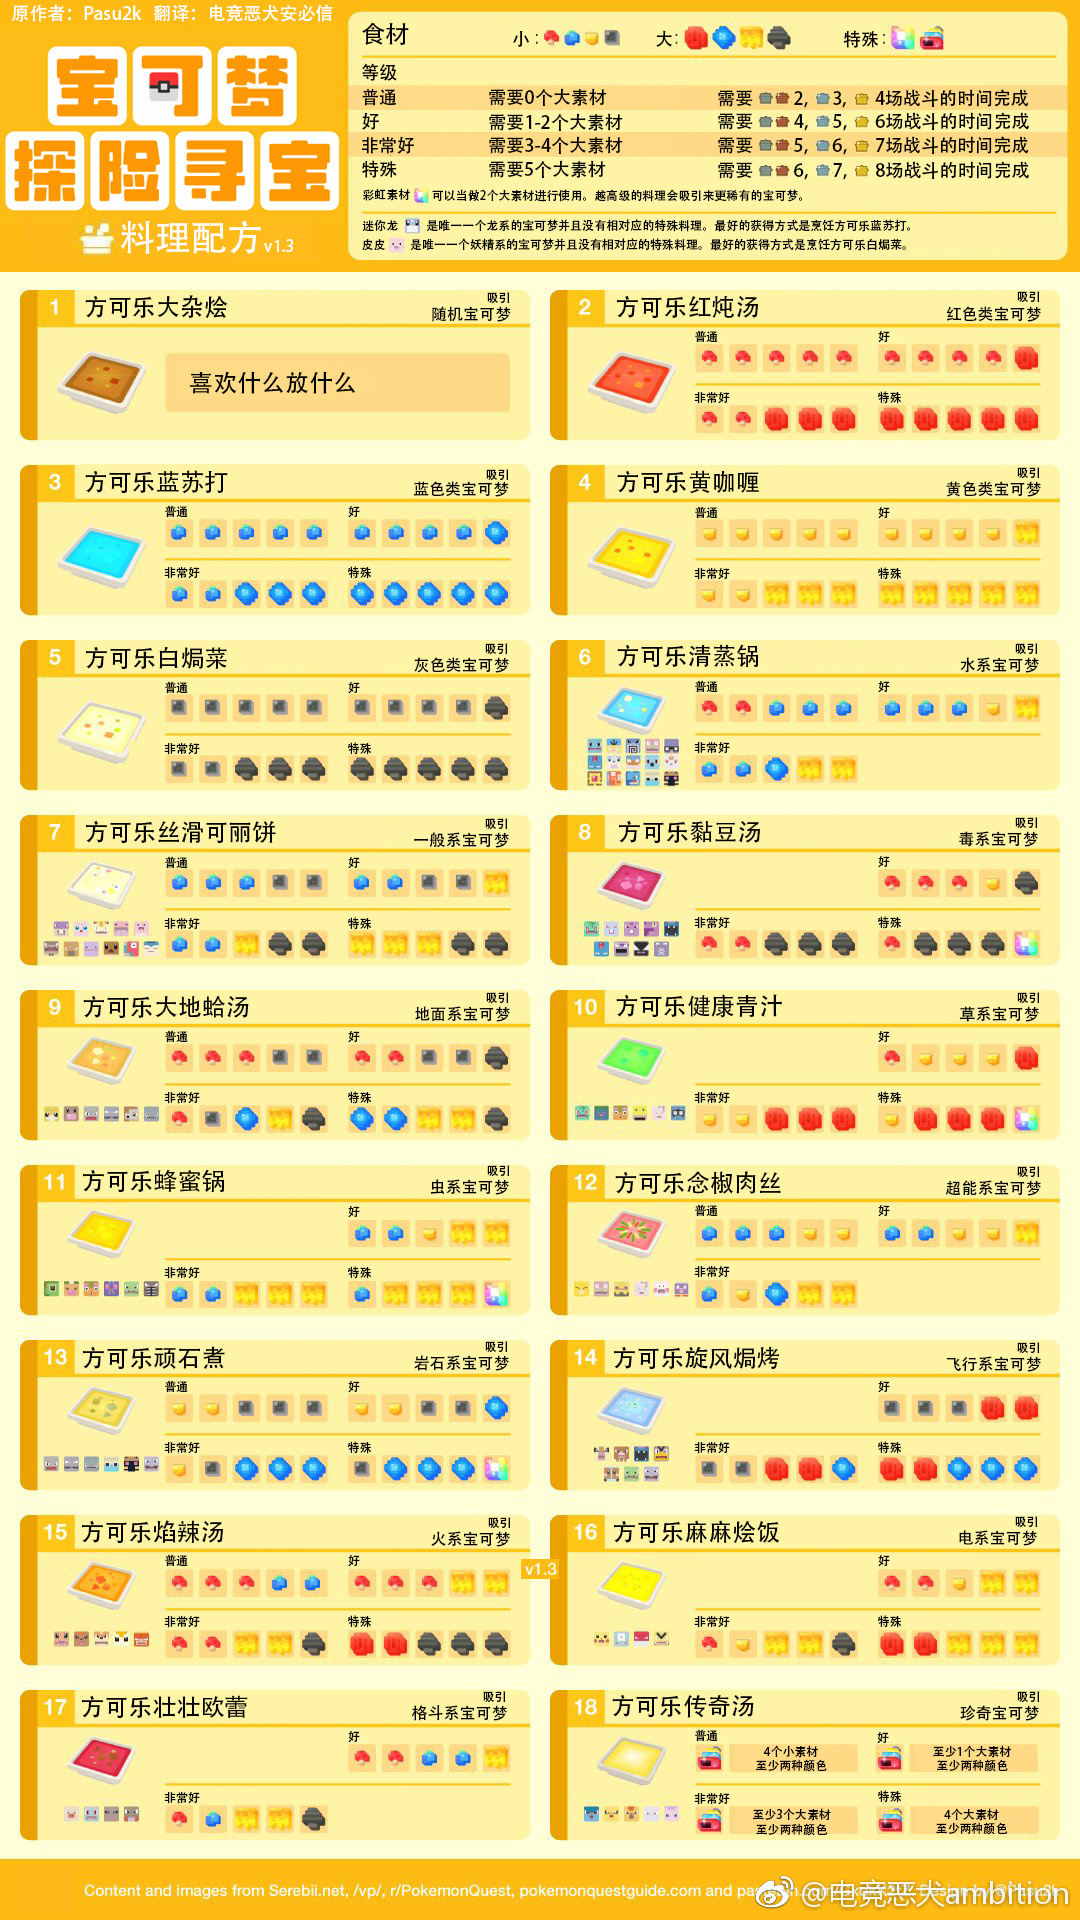 原作者：Pasu2k 翻译：电竞恶犬安必信
宝可梦
探险寻宝
料理配方v1.3
食材
小：
大：
特殊：
等级
普通 需要0个大素材 需要 2, 3, 4场战斗的时间完成
好 需要1-2个大素材 需要 4, 5, 6场战斗的时间完成
非常好 需要3-4个大素材 需要 5, 6, 7场战斗的时间完成
特殊 需要5个大素材 需要 6, 7, 8场战斗的时间完成
彩虹素材 可以当做2个大素材进行使用。越高级的料理会吸引来更稀有的宝可梦。
迷你龙 是唯一一个龙系的宝可梦并且没有相对应的特殊料理。最好的获得方式是烹饪方可乐蓝苏打。
皮皮 是唯一一个妖精系的宝可梦并且没有相对应的特殊料理。最好的获得方式是烹饪方可乐白焗菜。
1 方可乐大杂烩 吸引
随机宝可梦
喜欢什么放什么
2 方可乐红炖汤 吸引
红色类宝可梦
普通 好
非常好 特殊
3 方可乐蓝苏打 吸引
蓝色类宝可梦
普通 好
非常好 特殊
4 方可乐黄咖喱 吸引
黄色类宝可梦
普通 好
非常好 特殊
5 方可乐白焗菜 吸引
灰色类宝可梦
普通 好
非常好 特殊
6 方可乐清蒸锅 吸引
水系宝可梦
普通 好
非常好
7 方可乐丝滑可丽饼 吸引
一般系宝可梦
普通 好
非常好 特殊
8 方可乐黏豆汤 吸引
毒系宝可梦
好
非常好 特殊
9 方可乐大地蛤汤 吸引
地面系宝可梦
普通 好
非常好 特殊
10 方可乐健康青汁 吸引
草系宝可梦
好
非常好 特殊
11 方可乐蜂蜜锅 吸引
虫系宝可梦
好
非常好 特殊
12 方可乐念椒肉丝 吸引
超能系宝可梦
普通 好
非常好
13 方可乐顽石煮 吸引
岩石系宝可梦
普通 好
非常好 特殊
14 方可乐旋风焗烤 吸引
飞行系宝可梦
好
非常好 特殊
15 方可乐焰辣汤 吸引
火系宝可梦
普通 好
非常好 特殊
v1.3
16 方可乐麻麻烩饭 吸引
电系宝可梦
好
非常好 特殊
17 方可乐壮壮欧蕾 吸引
格斗系宝可梦
好
非常好
18 方可乐传奇汤 吸引
珍奇宝可梦
普通 好
4个小素材 至少1个大素材
至少两种颜色 至少两种颜色
非常好 特殊
至少3个大素材 4个大素材
至少两种颜色 至少两种颜色
Content and images from Serebii.net, /vp/, r/PokemonQuest, pokemonquestguide.com and
@电竞恶犬ambition